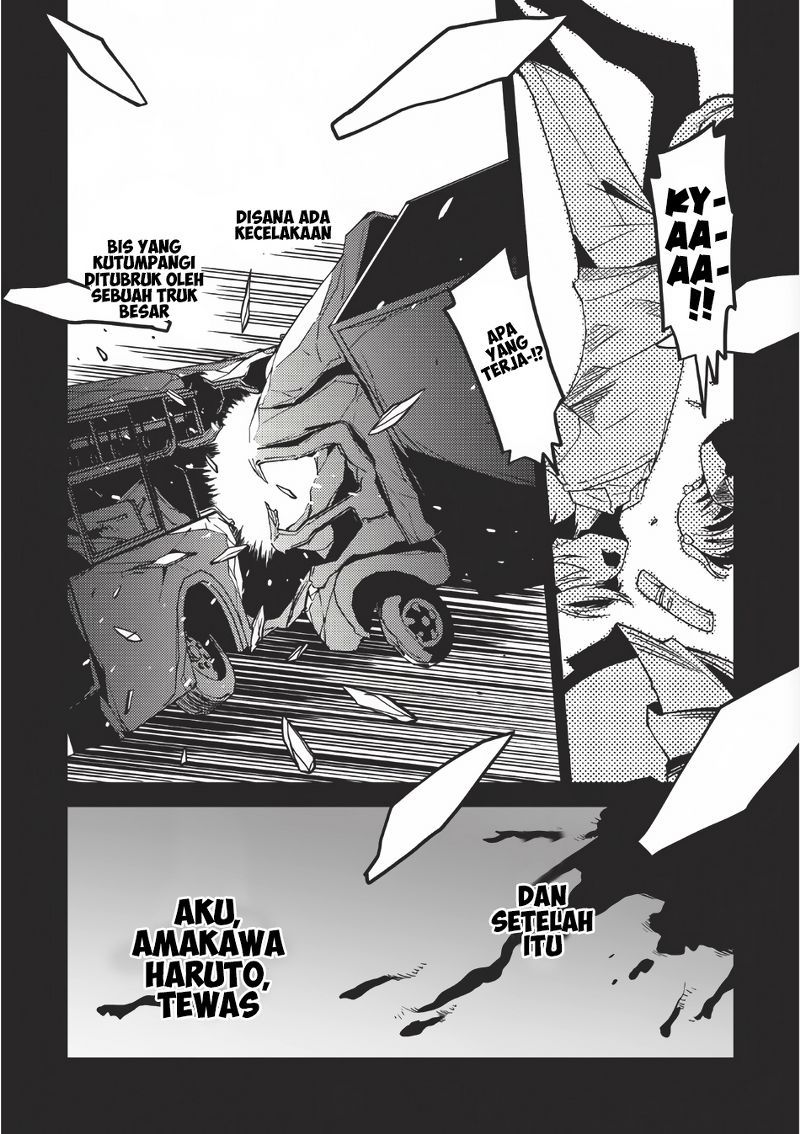 KY-
AA-
AA-
!!
APA
YANG
TERJA-!?
DISANA ADA
KECELAKAAN
BIS YANG
KUTUMPANGI
DITUBRUK OLEH
SEBUAH TRUK
BESAR
DAN
SETELAH
ITU
AKU,
AMAKAWA
HARUTO,
TEWAS